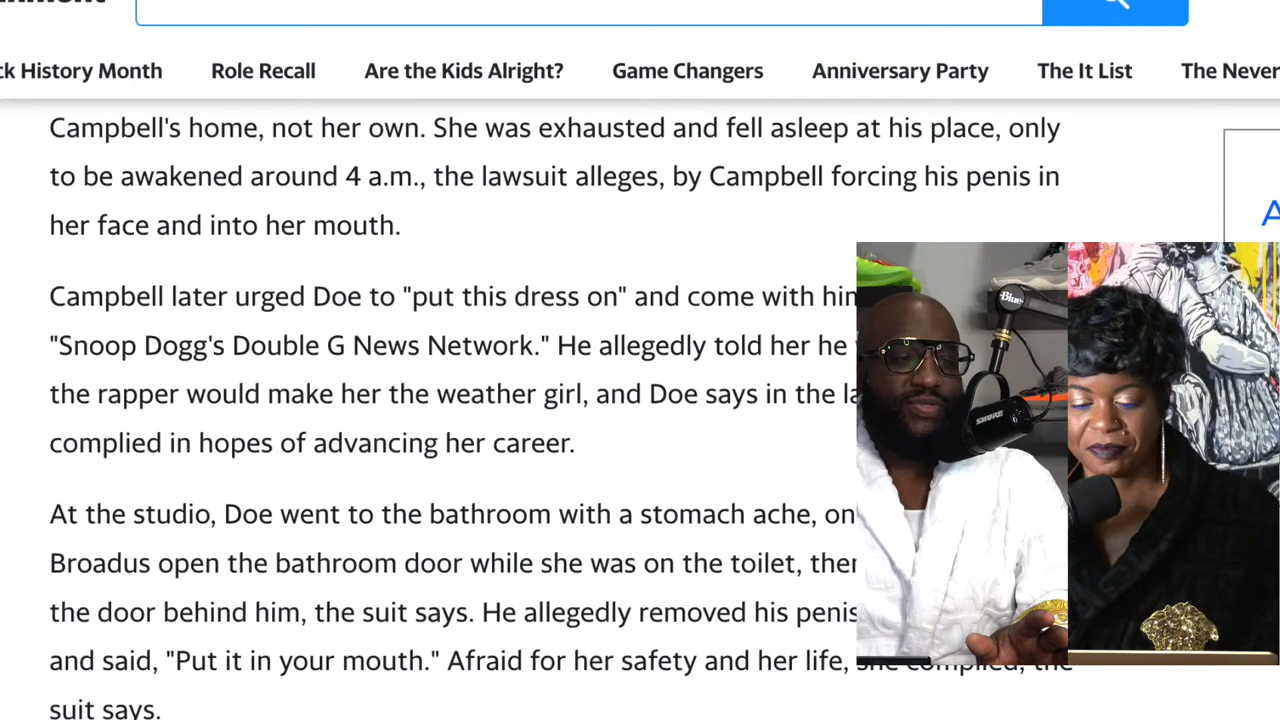 ck History Month Role Recall Are the Kids Alright? Game Changers Anniversary Party The It List The Never
Campbell's home, not her own. She was exhausted and fell asleep at his place, only
to be awakened around 4 a.m., the lawsuit alleges, by Campbell forcing his penis in
her face and into her mouth.
Campbell later urged Doe to "put this dress on" and come with him
"Snoop Dogg's Double G News Network." He allegedly told her he
the rapper would make her the weather girl, and Doe says in the la
complied in hopes of advancing her career.
At the studio, Doe went to the bathroom with a stomach ache, on
Broadus open the bathroom door while she was on the toilet, then
the door behind him, the suit says. He allegedly removed his penis
and said, "Put it in your mouth." Afraid for her safety and her life, she complied, the
suit says.
A
Blue
SHURE